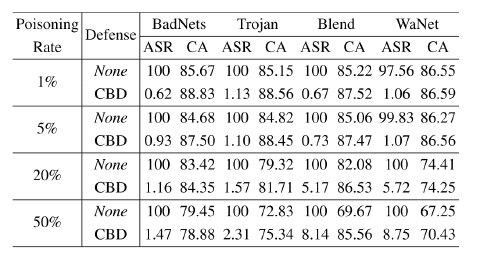 Poisoning Rate Defense BadNets Trojan Blend WaNet
ASR CA ASR CA ASR CA ASR CA
1% None 100 85.67 100 85.15 100 85.22 97.56 86.55
CBD 0.62 88.83 1.13 88.56 0.67 87.52 1.06 86.59
5% None 100 84.68 100 84.82 100 85.06 99.83 86.27
CBD 0.93 87.50 1.10 88.45 0.73 87.47 1.07 86.56
20% None 100 83.42 100 79.32 100 82.08 100 74.41
CBD 1.16 84.35 1.57 81.71 5.17 86.53 5.72 74.25
50% None 100 79.45 100 72.83 100 69.67 100 67.25
CBD 1.47 78.88 2.31 75.34 8.14 85.56 8.75 70.43